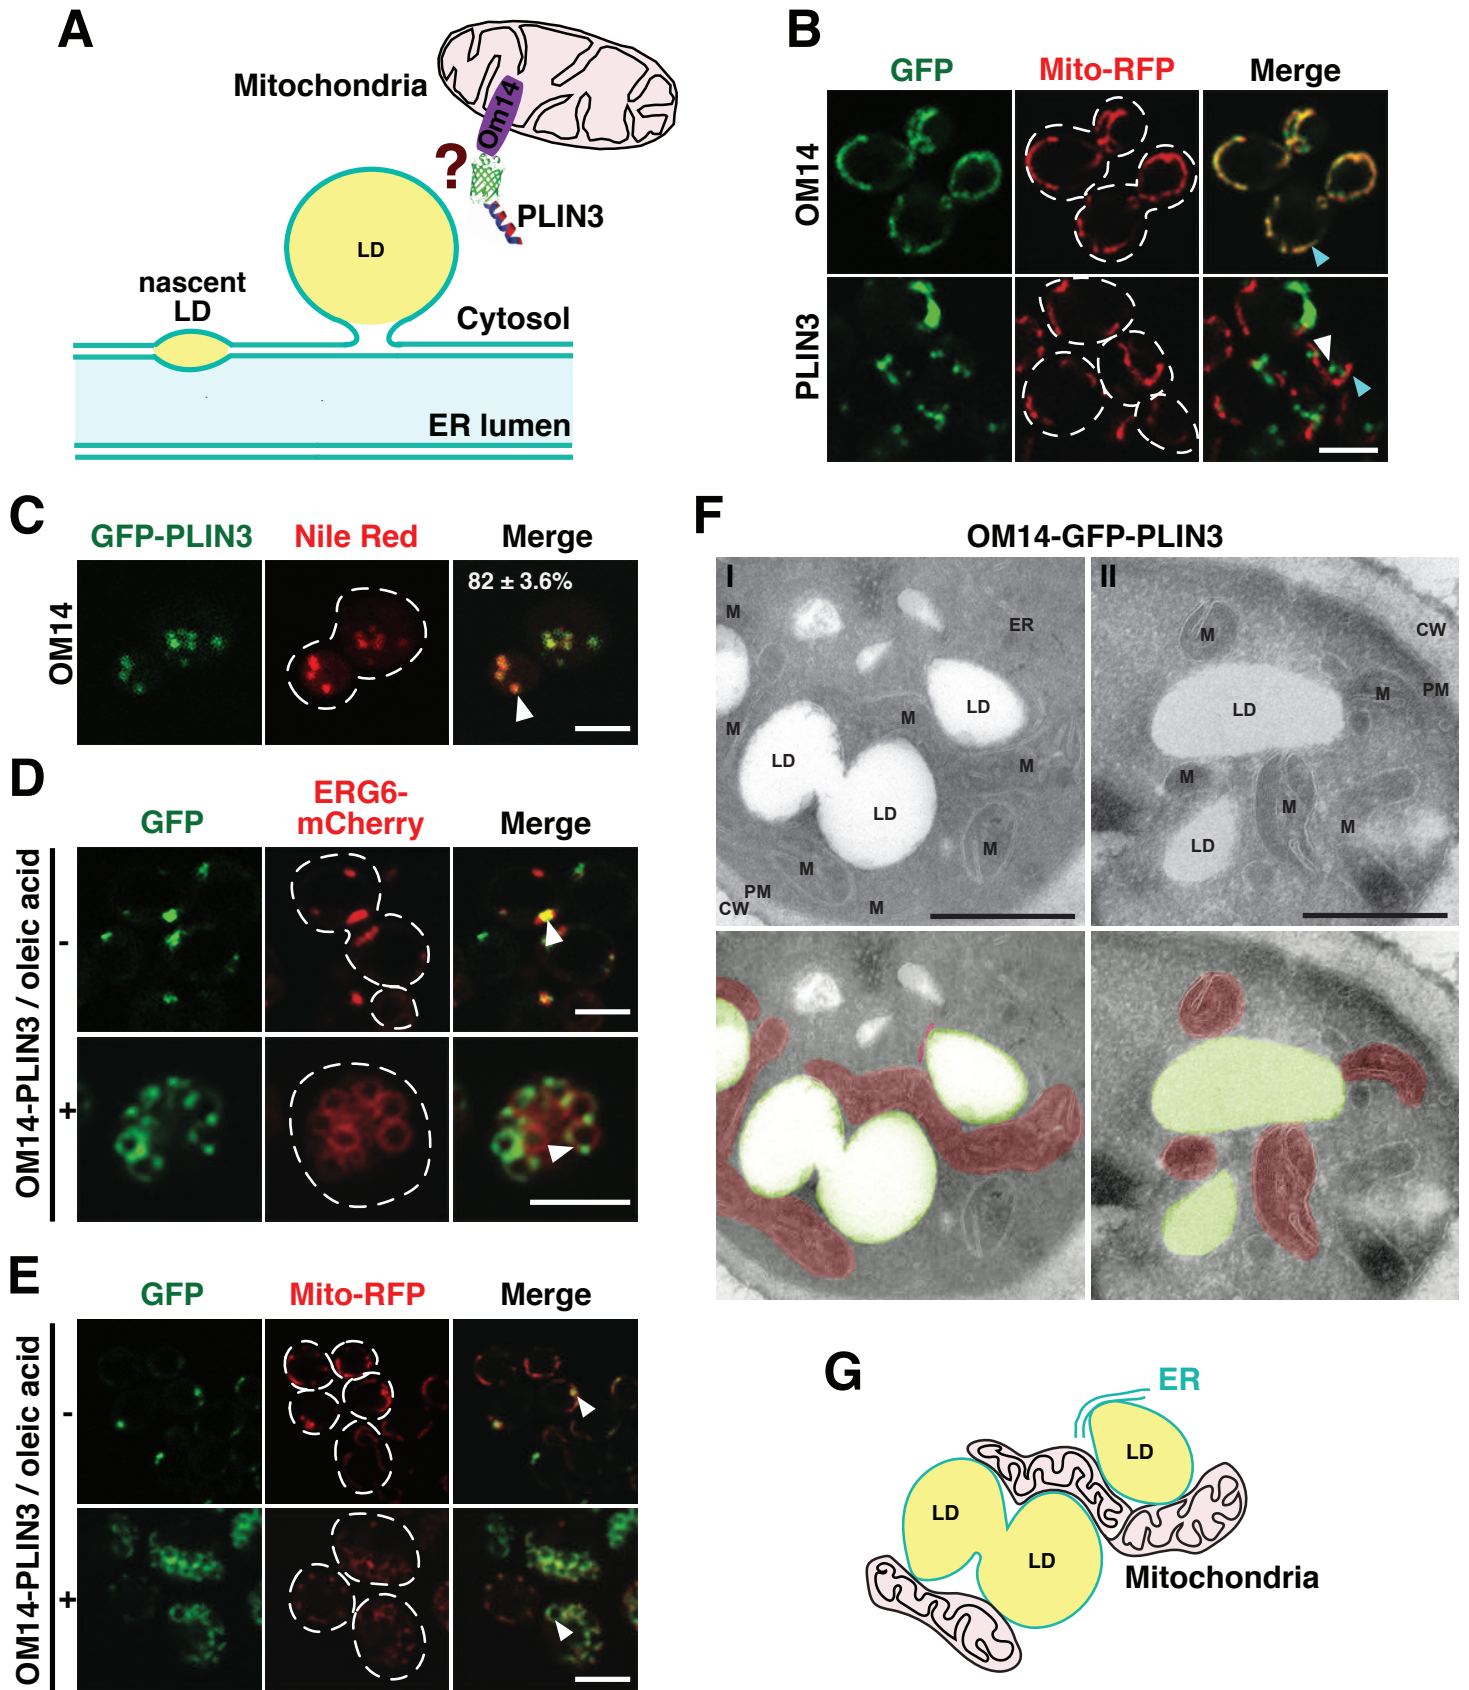 A
Mitochondria
Om14
?
PLIN3
LD
nascent
LD
Cytosol
ER lumen
B
GFP
Mito-RFP
Merge
OM14
PLIN3
C
GFP-PLIN3
Nile Red
Merge
OM14
82 ± 3.6%
D
GFP
ERG6-
mCherry
Merge
OM14-PLIN3 / oleic acid
-
+
E
GFP
Mito-RFP
Merge
OM14-PLIN3 / oleic acid
-
+
F
OM14-GFP-PLIN3
I
M
ER
M
M
LD
LD
M
LD
M
M
PM
CW
M
II
M
CW
M
PM
LD
M
M
M
LD
G
ER
LD
LD
LD
Mitochondria